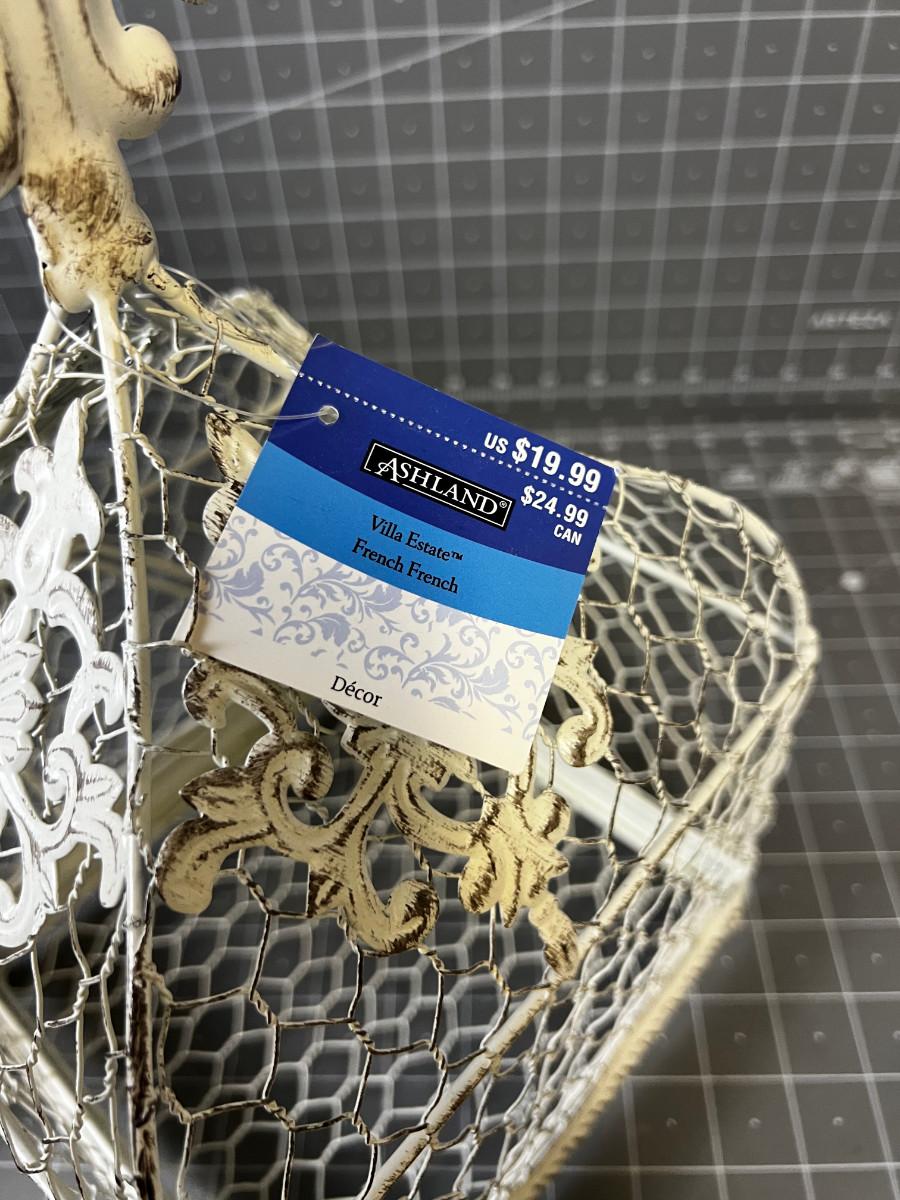 US $19.99
$24.99
CAN
ASHLAND®
Villa Estate™
French French
Décor